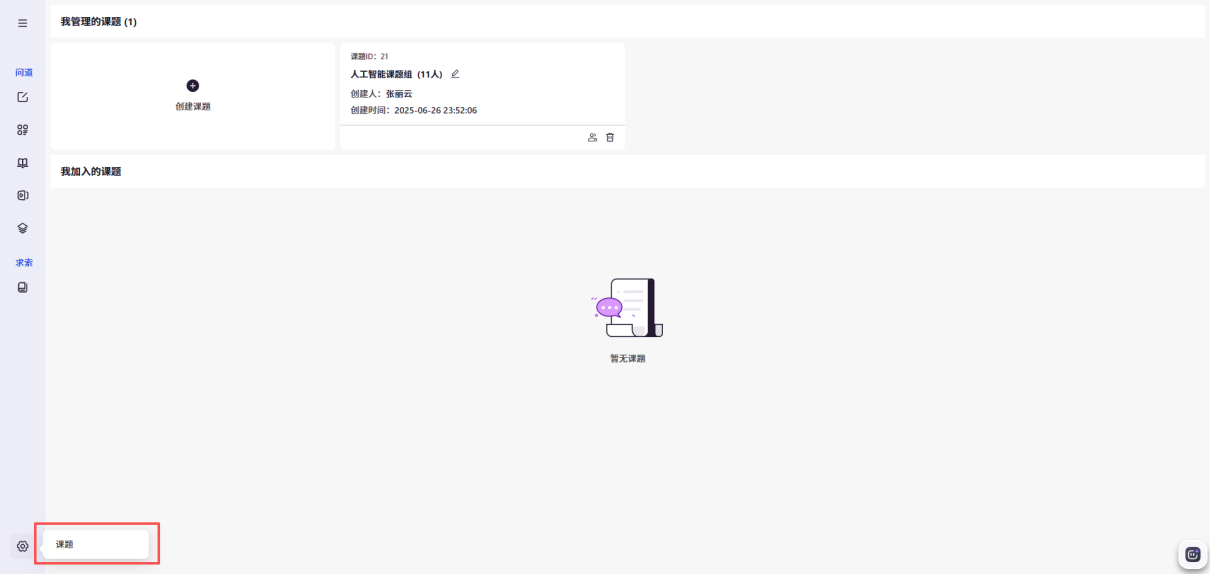 我管理的课题 (1)
问道
创建课题
课题ID：21
人工智能课题组（11人）
创建人：张丽云
创建时间：2025-06-26 23:52:06
我加入的课题
求索
暂无课题
课题